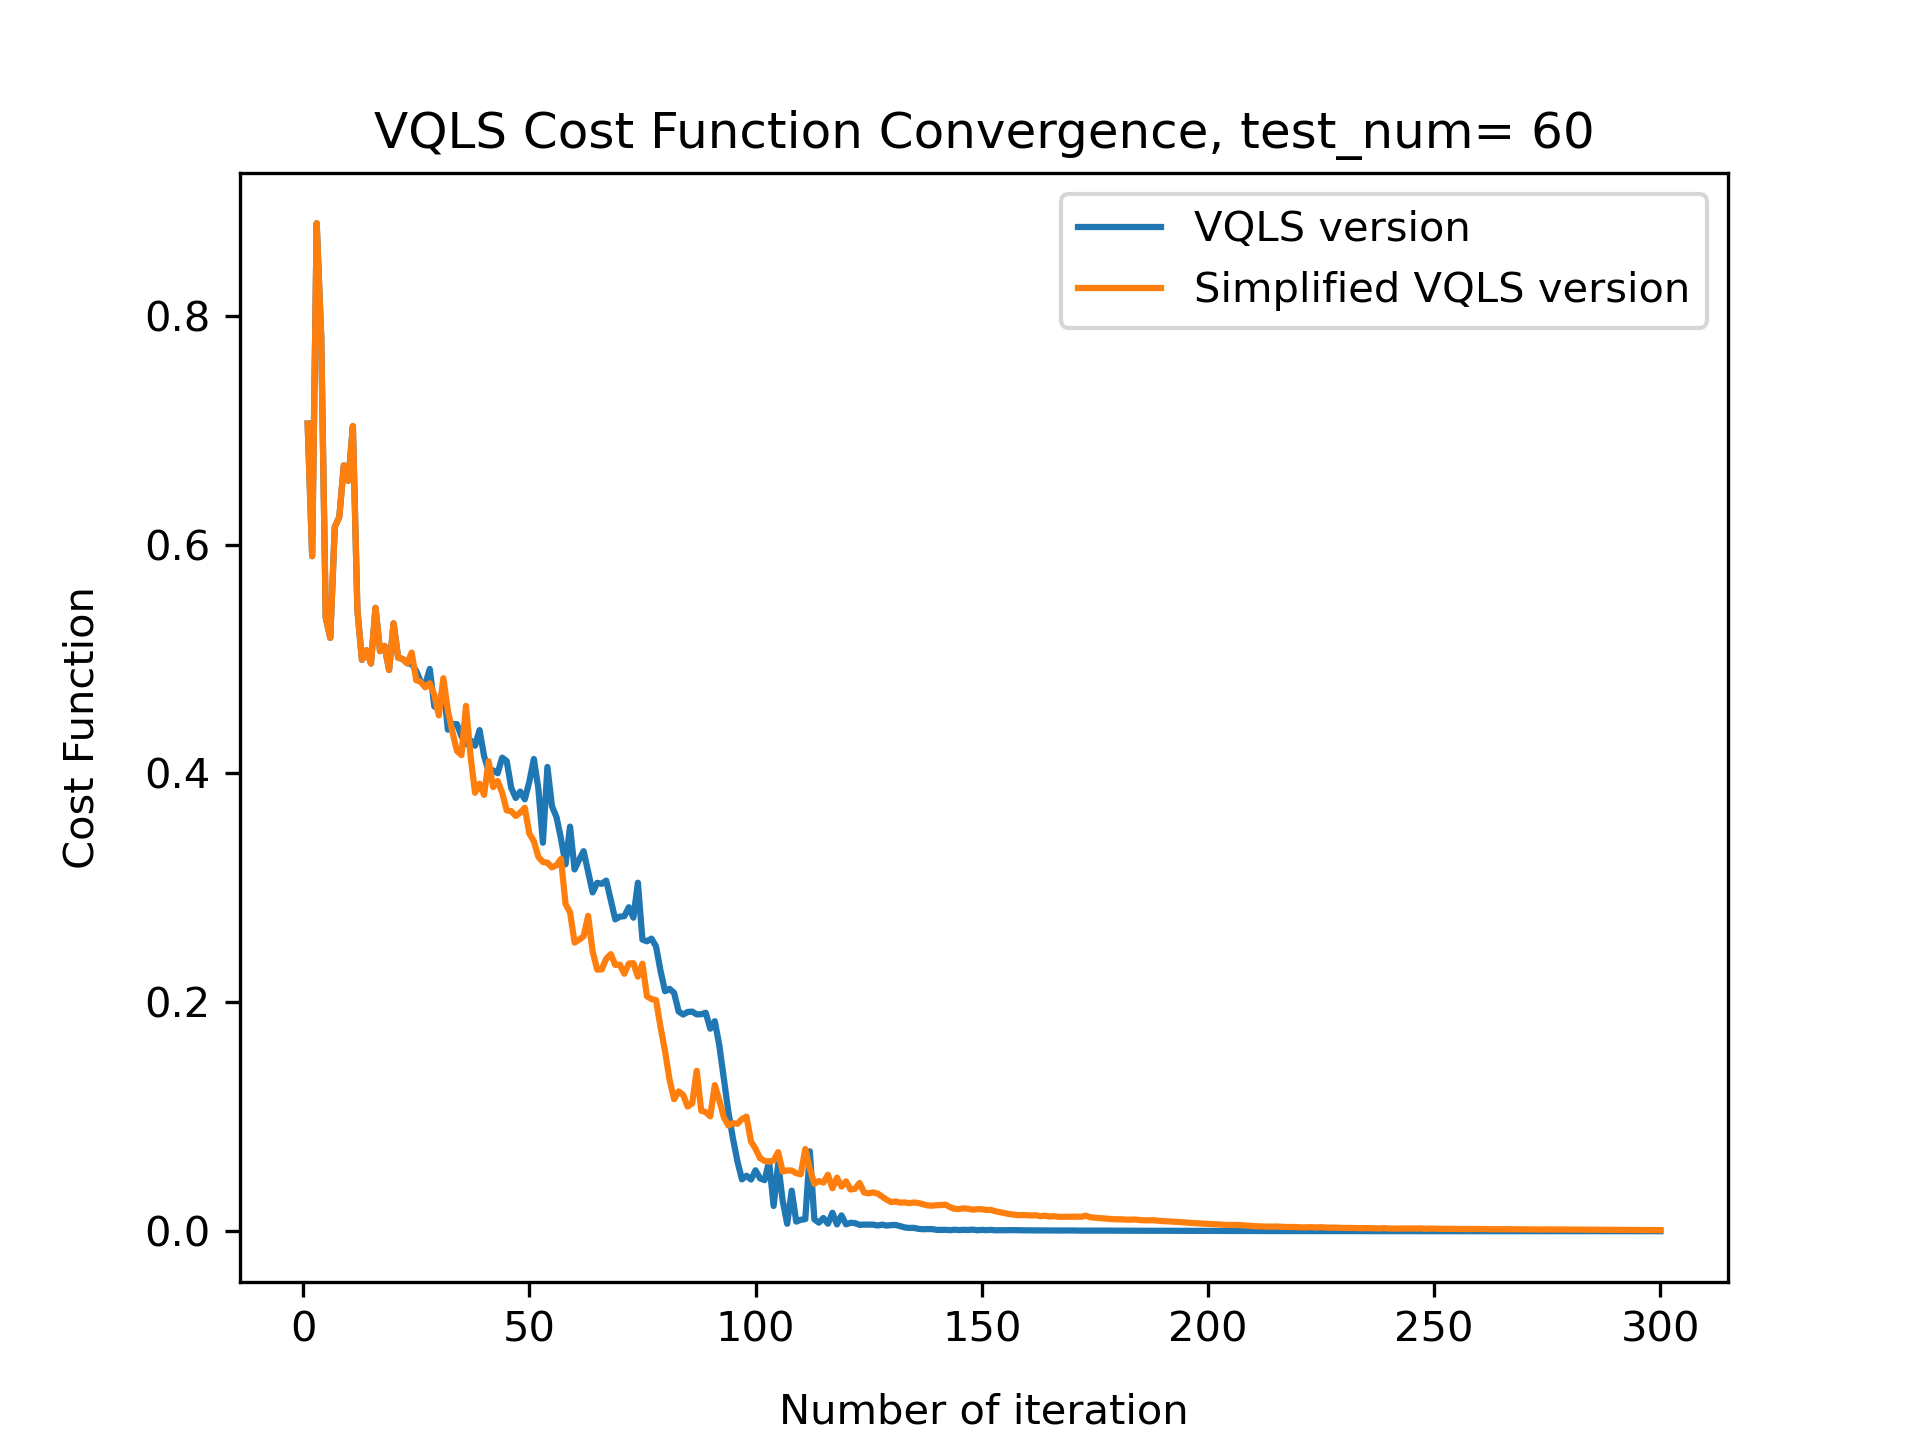 VQLS Cost Function Convergence, test_num= 60
VQLS version
Simplified VQLS version
Cost Function
0.8
0.6
0.4
0.2
0.0
0 50 100 150 200 250 300
Number of iteration